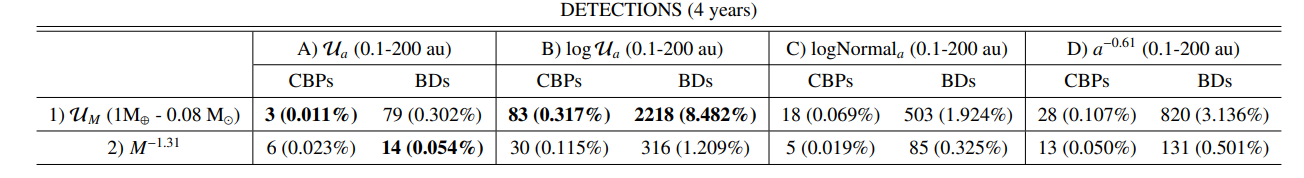 DETECTIONS (4 years)
A) 𝒰ₐ (0.1-200 au) B) log 𝒰ₐ (0.1-200 au) C) logNormalₐ (0.1-200 au) D) a⁻⁰·⁶¹ (0.1-200 au)
CBPs BDs CBPs BDs CBPs BDs CBPs BDs
1) 𝒰_M (1M⊕ - 0.08 M⊙) 3 (0.011%) 79 (0.302%) 83 (0.317%) 2218 (8.482%) 18 (0.069%) 503 (1.924%) 28 (0.107%) 820 (3.136%)
2) M⁻¹·³¹ 6 (0.023%) 14 (0.054%) 30 (0.115%) 316 (1.209%) 5 (0.019%) 85 (0.325%) 13 (0.050%) 131 (0.501%)